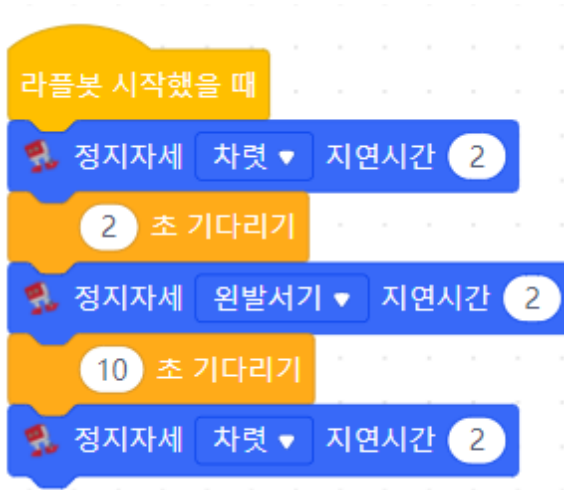 라플봇 시작했을 때
정지자세 차렷 ▼ 지연시간 2
2 초 기다리기
정지자세 왼발서기 ▼ 지연시간 2
10 초 기다리기
정지자세 차렷 ▼ 지연시간 2